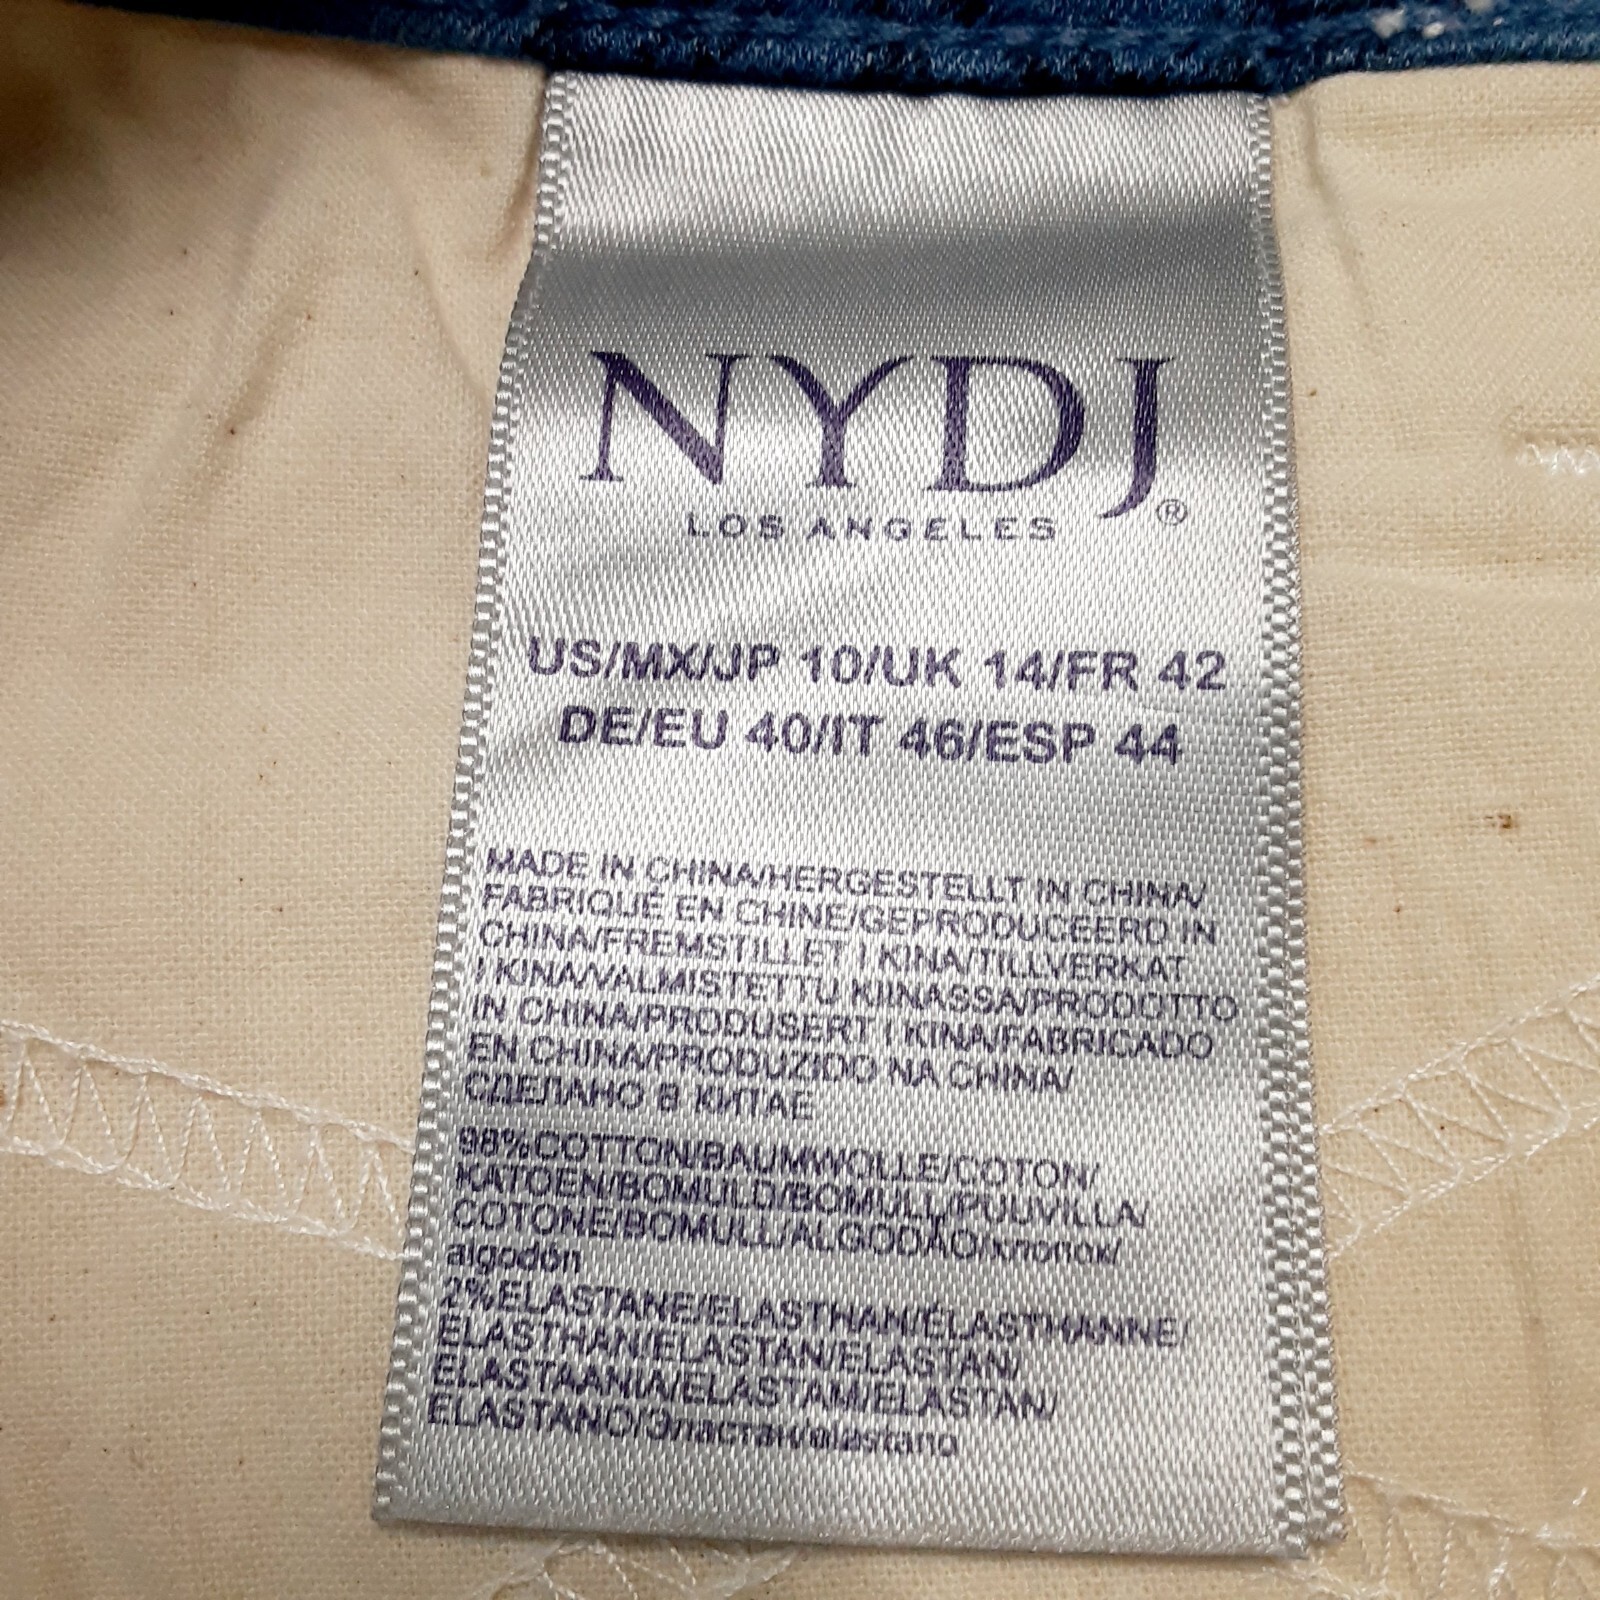 NYDJ®
LOS ANGELES
US/MX/JP 10/UK 14/FR 42
DE/EU 40/IT 46/ESP 44
MADE IN CHINA/HERGESTELLT IN CHINA/
FABRIQUÉ EN CHINE/GEPRODUCEERD IN
CHINA/FREMSTILLET I KINA/TILLVERKAT
I KINA/VALMISTETTU KIINASSA/PRODOTTO
IN CHINA/PRODUSERT I KINA/FABRICADO
EN CHINA/PRODUZIDO NA CHINA/
СДЕЛАНО В КИТАЕ
98%COTTON/BAUMWOLLE/COTON/
KATOEN/BOMULD/BOMULL/PUUVILLA/
COTONE/BOMULL/ALGODÃO/хлопок/
algodón
2%ELASTANE/ELASTHAN/ÉLASTHANNE/
ELASTHAN/ELASTAN/ELASTAN/
ELASTAANIA/ELASTAM/ELASTAN/
ELASTANO/Эластан/elastano